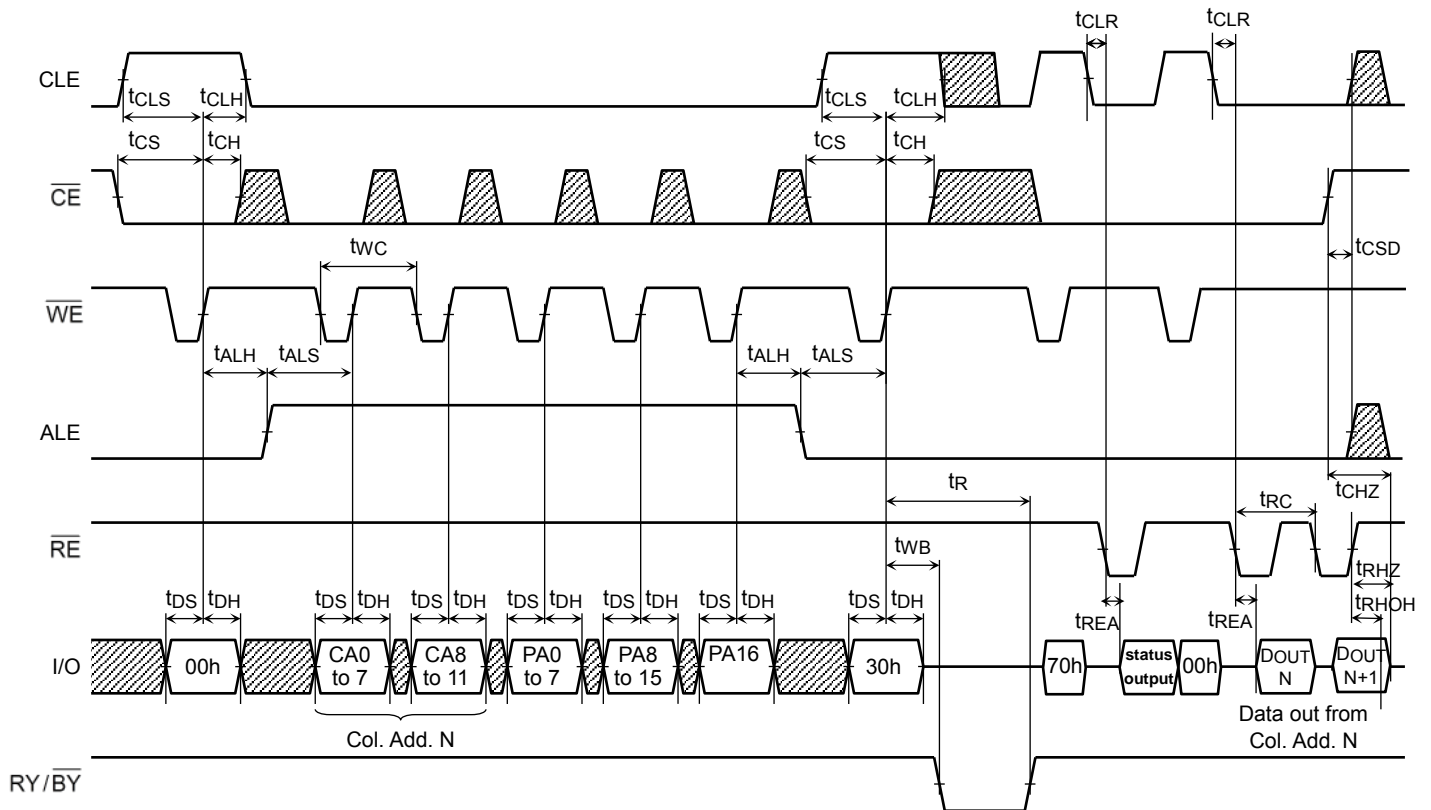 tCLR tCLR
CLE
tCLS tCLH tCLS tCLH
tCS tCH tCS tCH
CE
tWC tCSD
WE
tALH tALS tALH tALS
ALE
tR tCHZ
tRC
RE
tWB tRHZ
tDS tDH tDS tDH tDS tDH tDS tDH tDS tDH tDS tDH tDS tDH tREA tREA tRHOH
I/O
00h
CA0
to 7
CA8
to 11
PA0
to 7
PA8
to 15
PA16
30h
70h
status
output
00h
DOUT
N
DOUT
N+1
Col. Add. N
Data out from
Col. Add. N
RY/BY